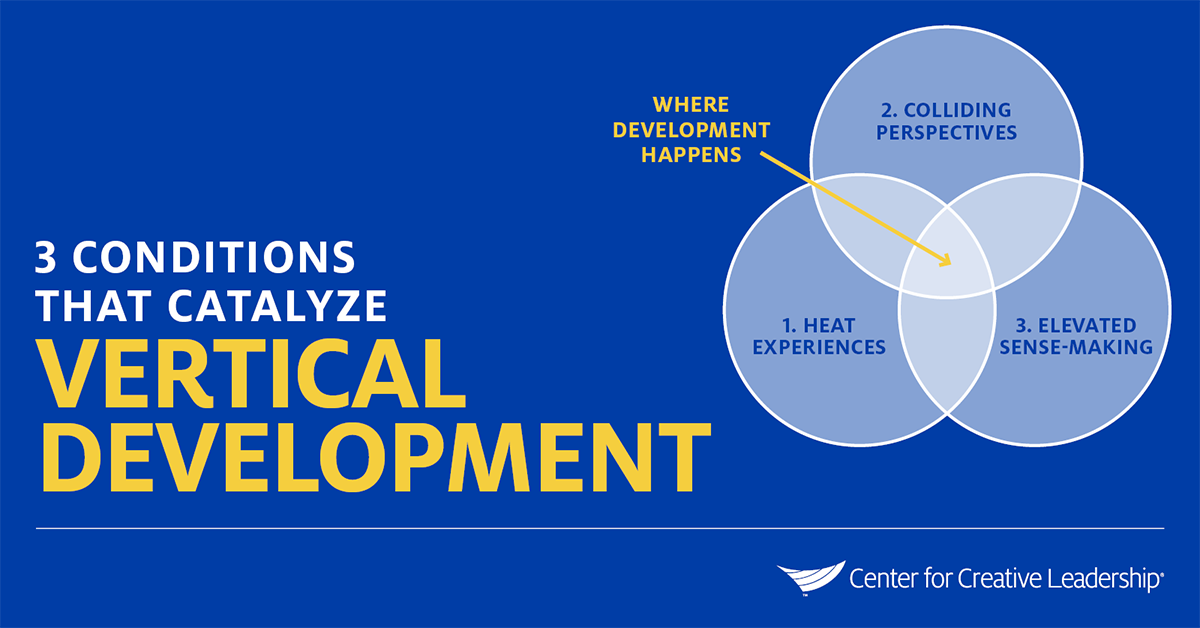 3 CONDITIONS
THAT CATALYZE
VERTICAL
DEVELOPMENT
WHERE
DEVELOPMENT
HAPPENS
2. COLLIDING
PERSPECTIVES
1. HEAT
EXPERIENCES
3. ELEVATED
SENSE-MAKING
™
Center for Creative Leadership®